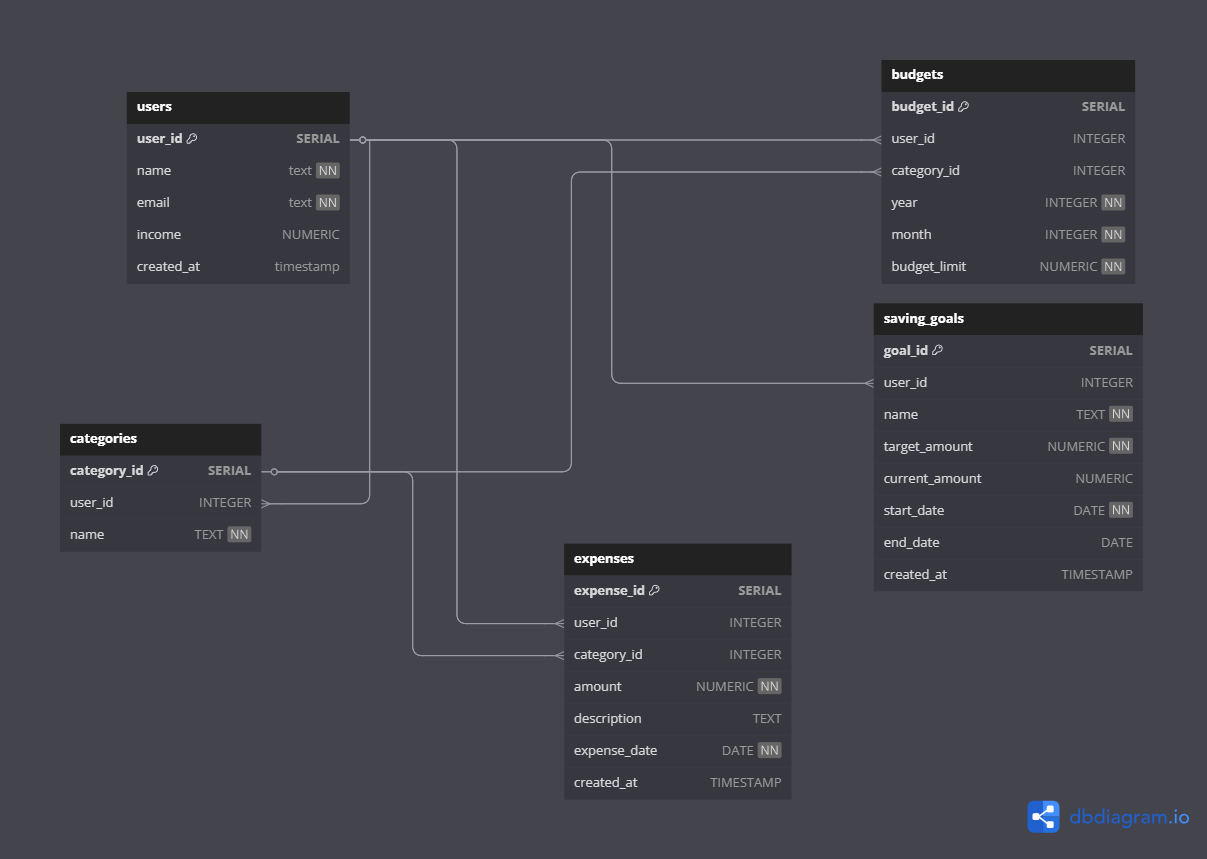 users
user_id SERIAL
name text NN
email text NN
income NUMERIC
created_at timestamp
budgets
budget_id SERIAL
user_id INTEGER
category_id INTEGER
year INTEGER NN
month INTEGER NN
budget_limit NUMERIC NN
saving_goals
goal_id SERIAL
user_id INTEGER
name TEXT NN
target_amount NUMERIC NN
current_amount NUMERIC
start_date DATE NN
end_date DATE
created_at TIMESTAMP
categories
category_id SERIAL
user_id INTEGER
name TEXT NN
expenses
expense_id SERIAL
user_id INTEGER
category_id INTEGER
amount NUMERIC NN
description TEXT
expense_date DATE NN
created_at TIMESTAMP
dbdiagram.io